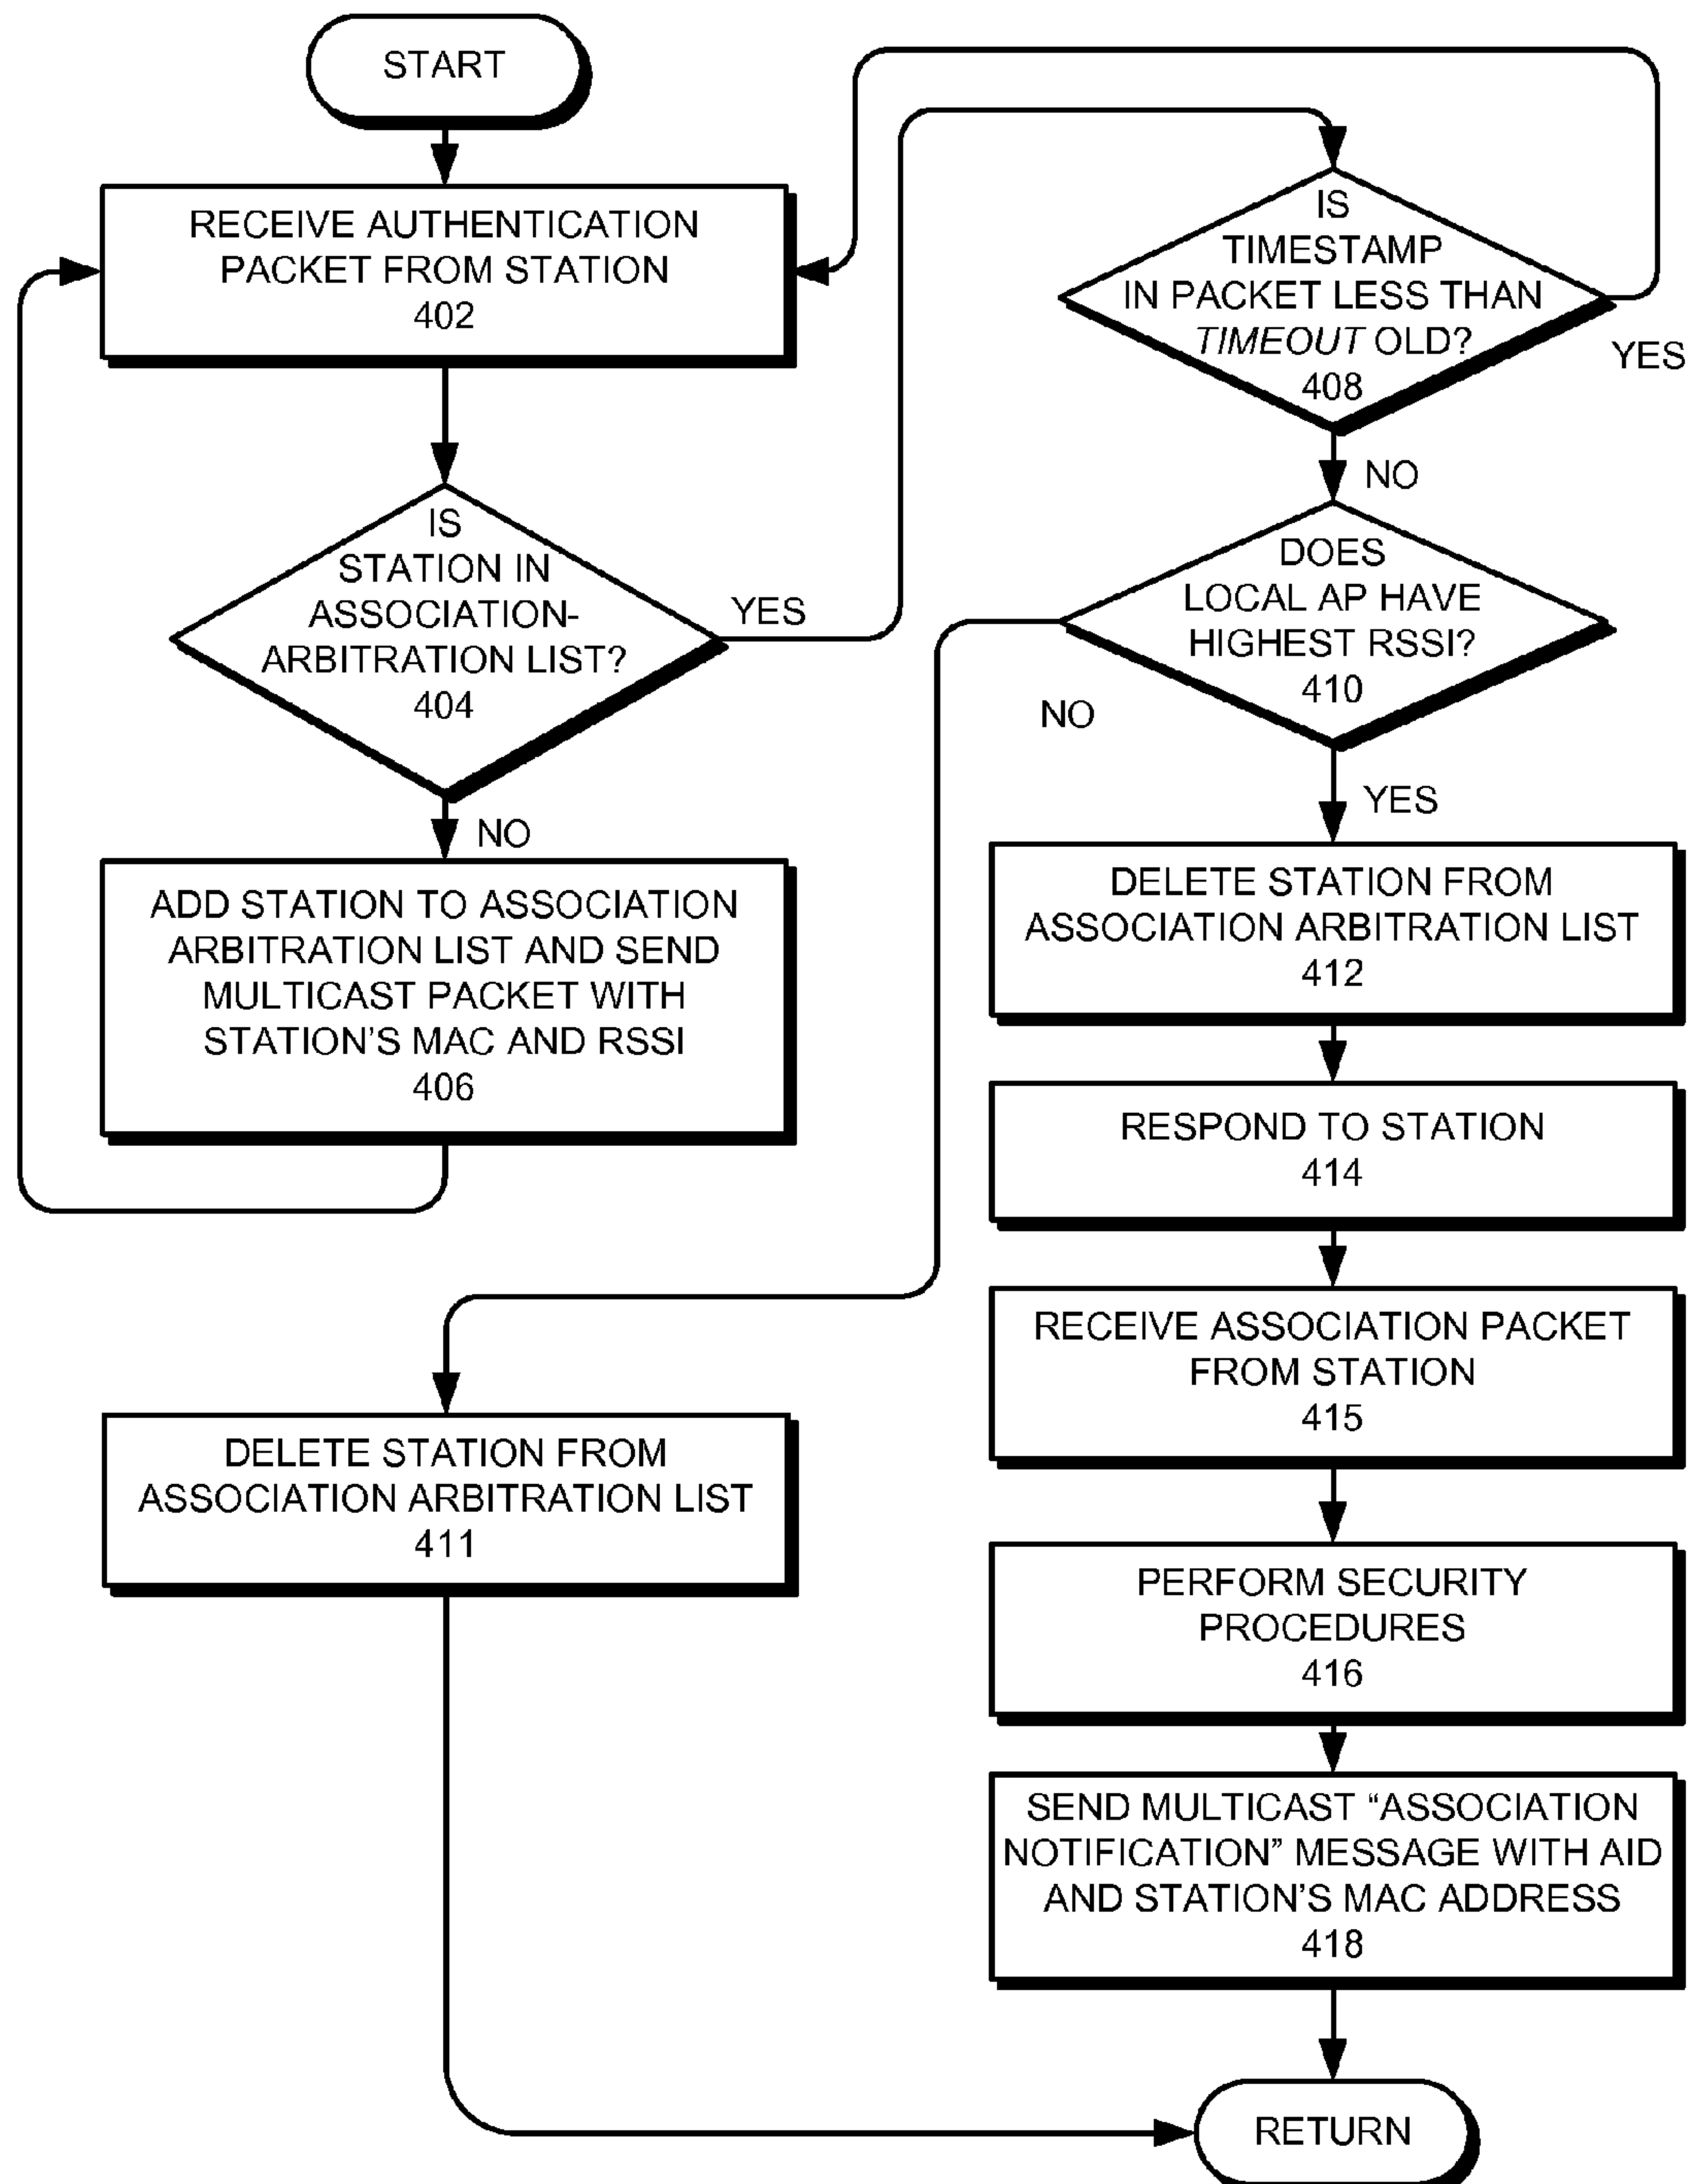 START
RECEIVE AUTHENTICATION
PACKET FROM STATION
402
IS
STATION IN
ASSOCIATION-
ARBITRATION LIST?
404
YES
NO
ADD STATION TO ASSOCIATION
ARBITRATION LIST AND SEND
MULTICAST PACKET WITH
STATION'S MAC AND RSSI
406
IS
TIMESTAMP
IN PACKET LESS THAN
TIMEOUT OLD?
408
YES
NO
DOES
LOCAL AP HAVE
HIGHEST RSSI?
410
NO
YES
DELETE STATION FROM
ASSOCIATION ARBITRATION LIST
411
DELETE STATION FROM
ASSOCIATION ARBITRATION LIST
412
RESPOND TO STATION
414
RECEIVE ASSOCIATION PACKET
FROM STATION
415
PERFORM SECURITY
PROCEDURES
416
SEND MULTICAST “ASSOCIATION
NOTIFICATION” MESSAGE WITH AID
AND STATION'S MAC ADDRESS
418
RETURN